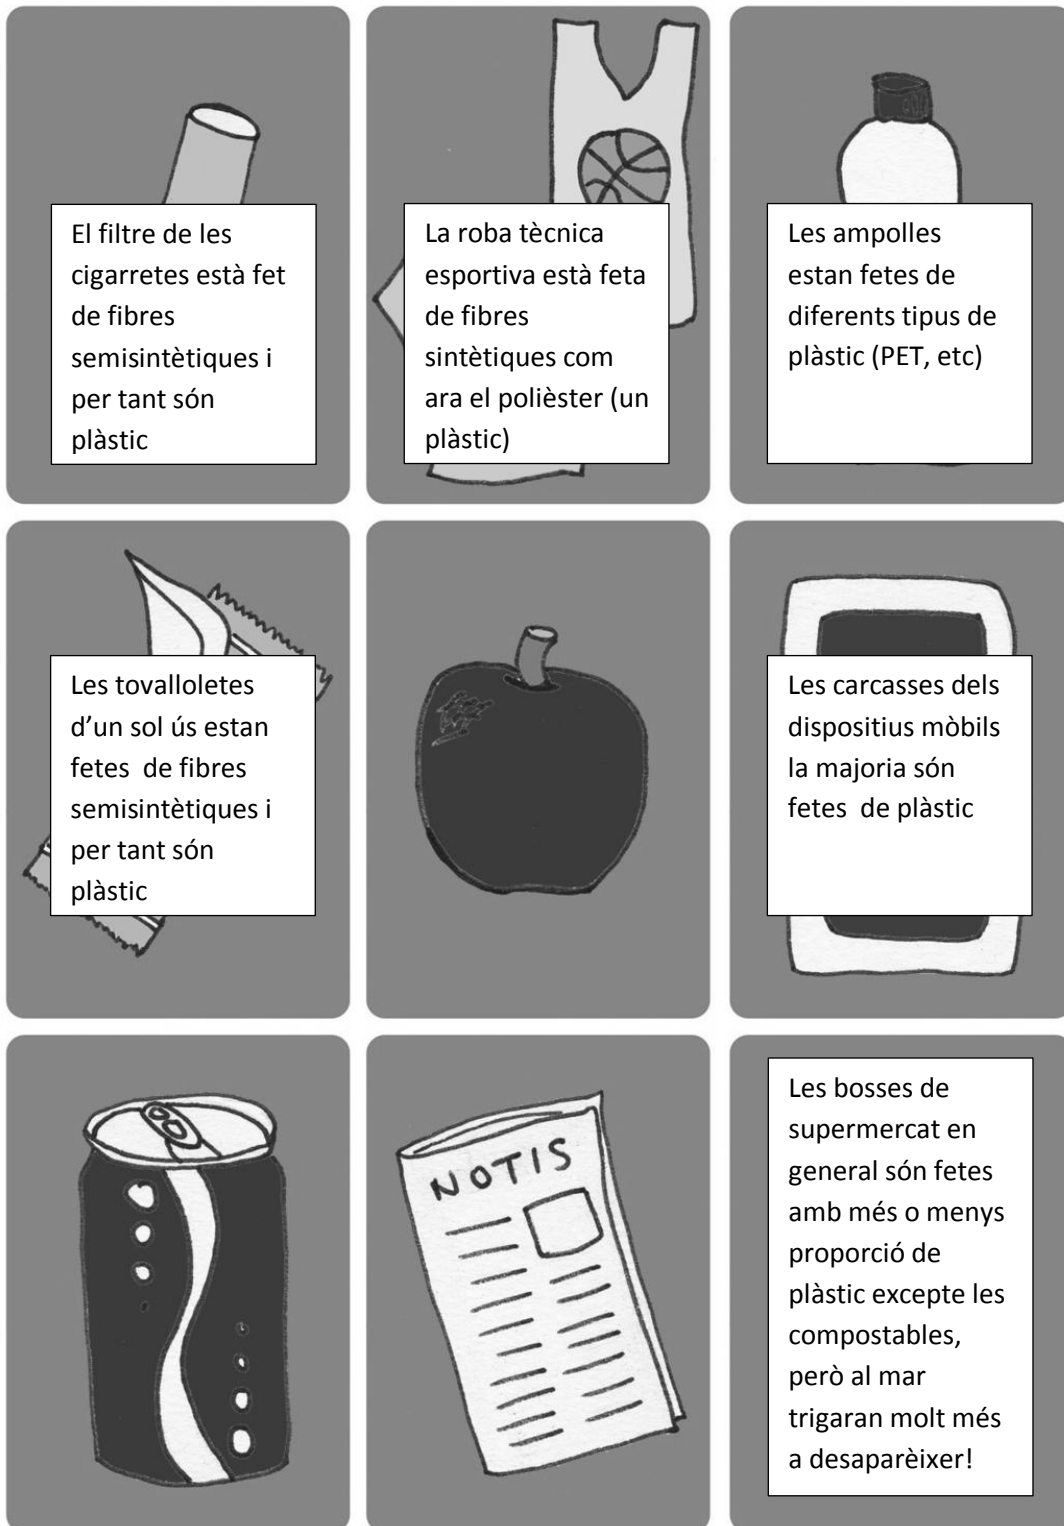 El filtre de les
cigarretes està fet
de fibres
semisintètiques i
per tant són
plàstic
La roba tècnica
esportiva està feta
de fibres
sintètiques com
ara el polièster (un
plàstic)
Les ampolles
estan fetes de
diferents tipus de
plàstic (PET, etc)
Les tovalloletes
d’un sol ús estan
fetes  de fibres
semisintètiques i
per tant són
plàstic
Les carcasses dels
dispositius mòbils
la majoria són
fetes  de plàstic
NOTIS
Les bosses de
supermercat en
general són fetes
amb més o menys
proporció de
plàstic excepte les
compostables,
però al mar
trigaran molt més
a desaparèixer!